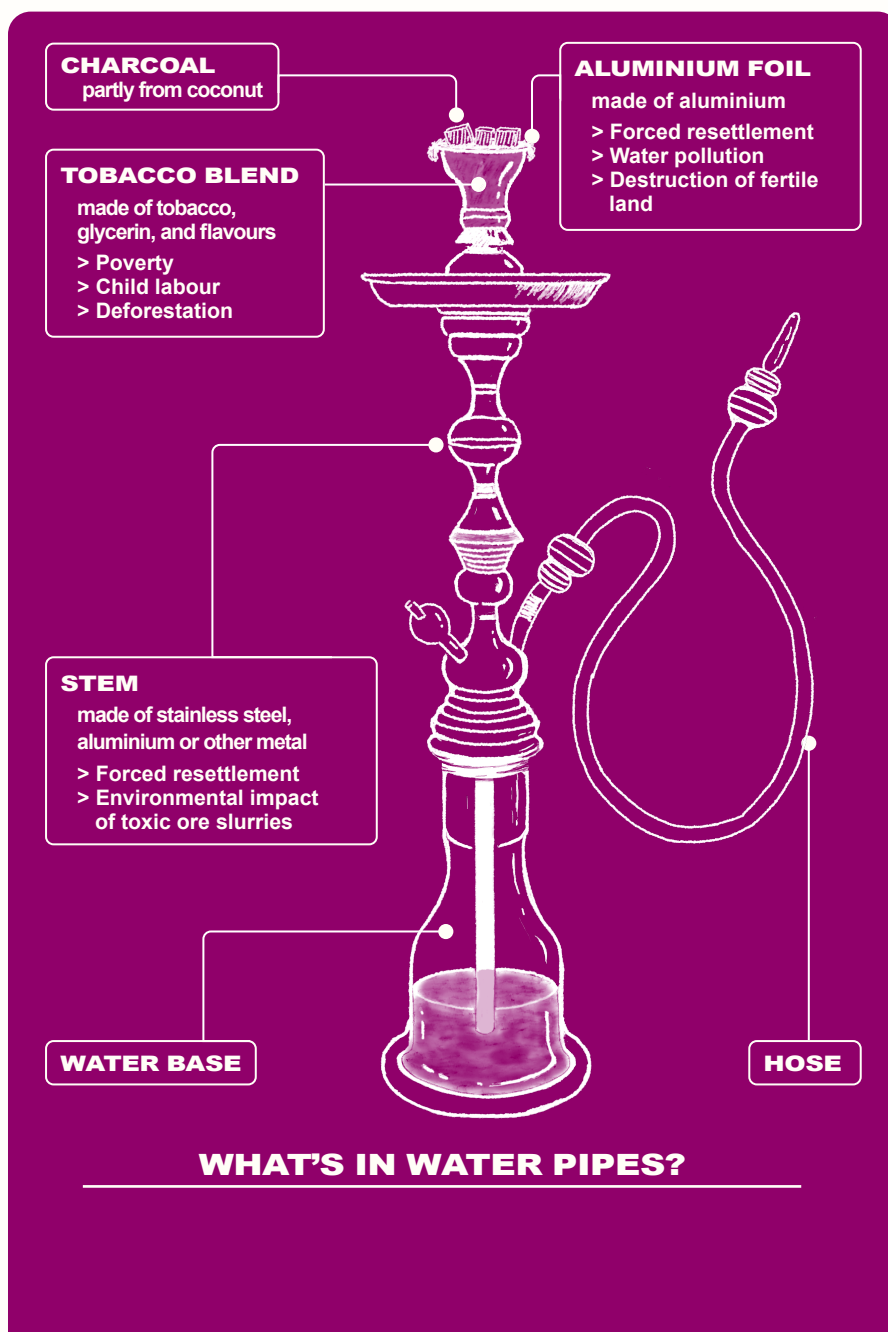 CHARCOAL
partly from coconut
ALUMINIUM FOIL
made of aluminium
> Forced resettlement
> Water pollution
> Destruction of fertile
land
TOBACCO BLEND
made of tobacco,
glycerin, and flavours
> Poverty
> Child labour
> Deforestation
STEM
made of stainless steel,
aluminium or other metal
> Forced resettlement
> Environmental impact
of toxic ore slurries
WATER BASE
HOSE
WHAT’S IN WATER PIPES?